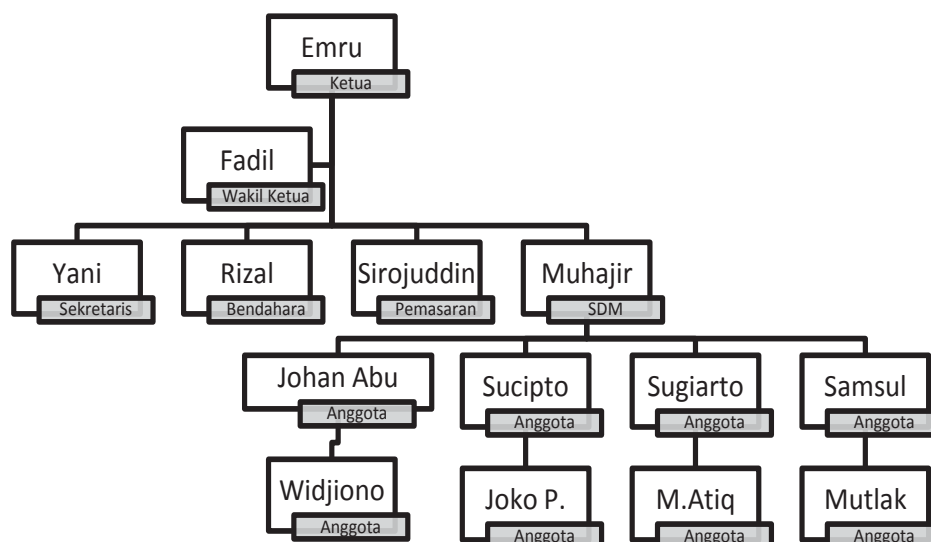 Emru
Ketua
Fadil
Wakil Ketua
Yani
Sekretaris
Rizal
Bendahara
Sirojuddin
Pemasaran
Muhajir
SDM
Johan Abu
Anggota
Sucipto
Anggota
Sugiarto
Anggota
Samsul
Anggota
Widjiono
Anggota
Joko P.
Anggota
M.Atiq
Anggota
Mutlak
Anggota